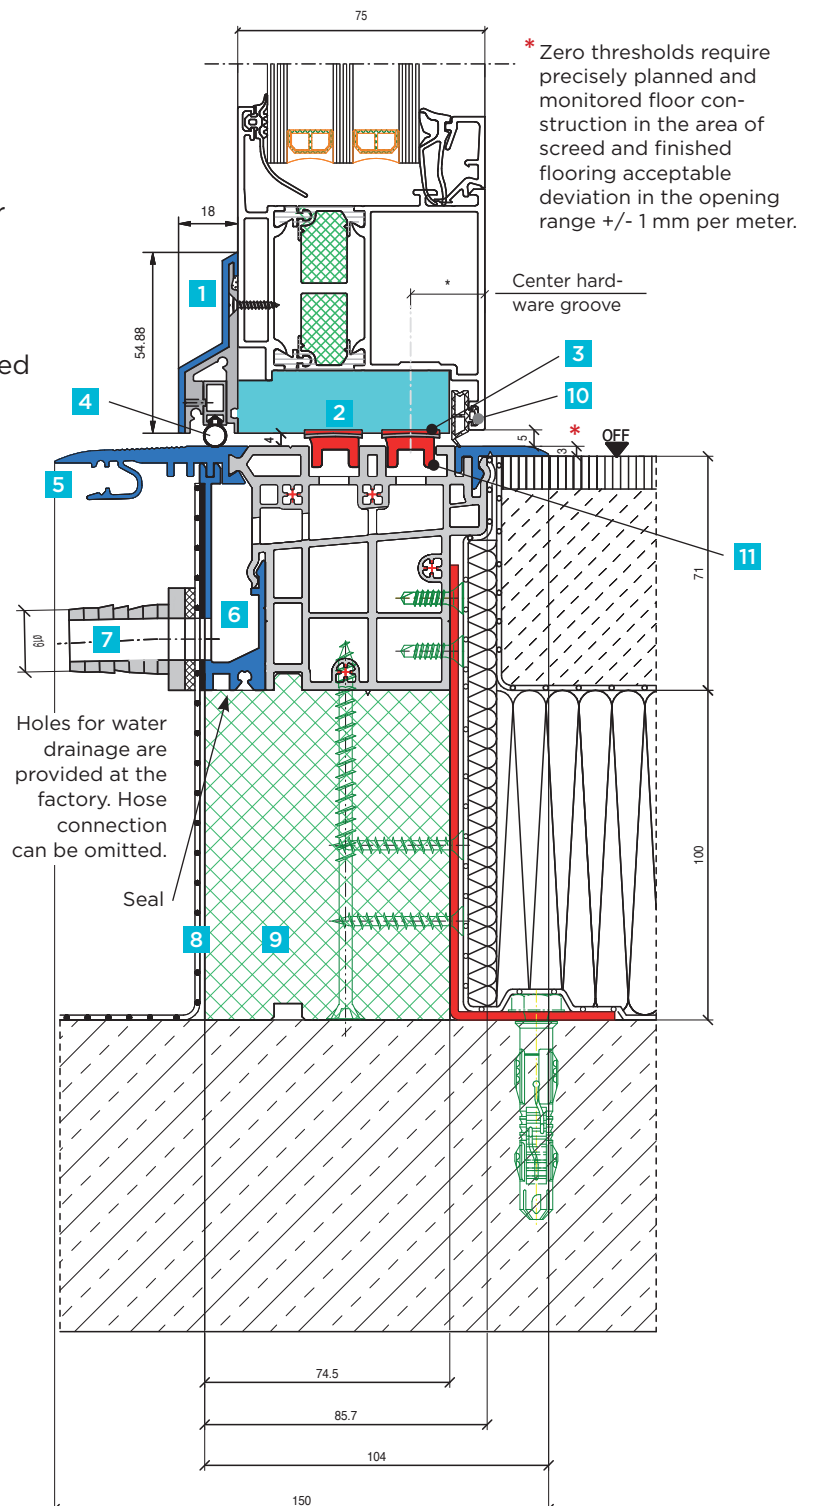 75
* Zero thresholds require
precisely planned and
monitored floor con-
struction in the area of
screed and finished
flooring acceptable
deviation in the opening
range +/- 1 mm per meter.
r
18
1
*
Center hard-
ware groove
54.88
ed
3
10
4
2
4
5
*
3
OFF
5
11
71
6
7
Ø19
Holes for water
drainage are
provided at the
factory. Hose
connection
can be omitted.
100
Seal
8
9
74.5
85.7
104
150